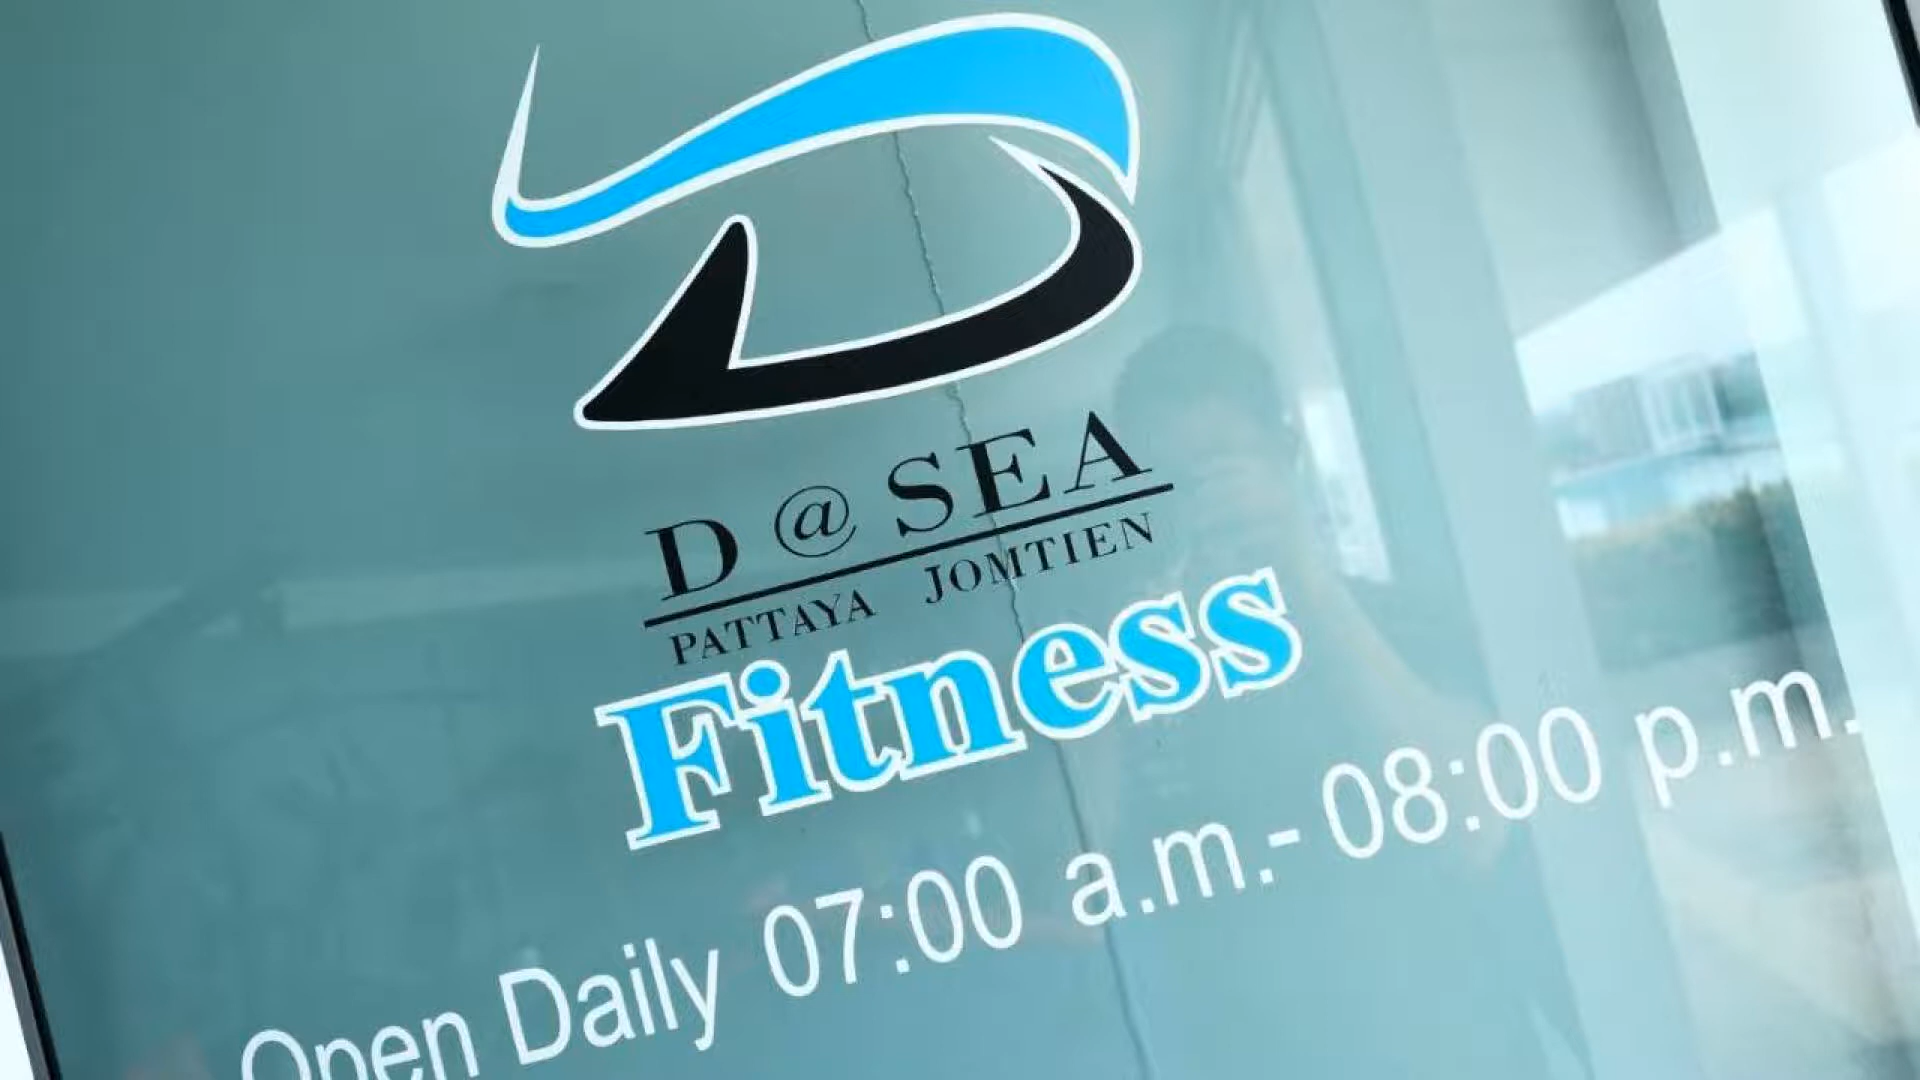 D @ SEA
PATTAYA JOMTIEN
Fitness
Open Daily 07:00 a.m.- 08:00 p.m.